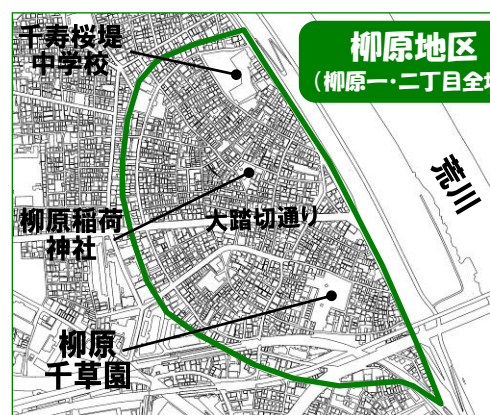 千寿桜堤
中学校
柳原地区
(柳原一・二丁目全域
荒川
柳原稲荷
神社
大踏切通り
柳原
千草園